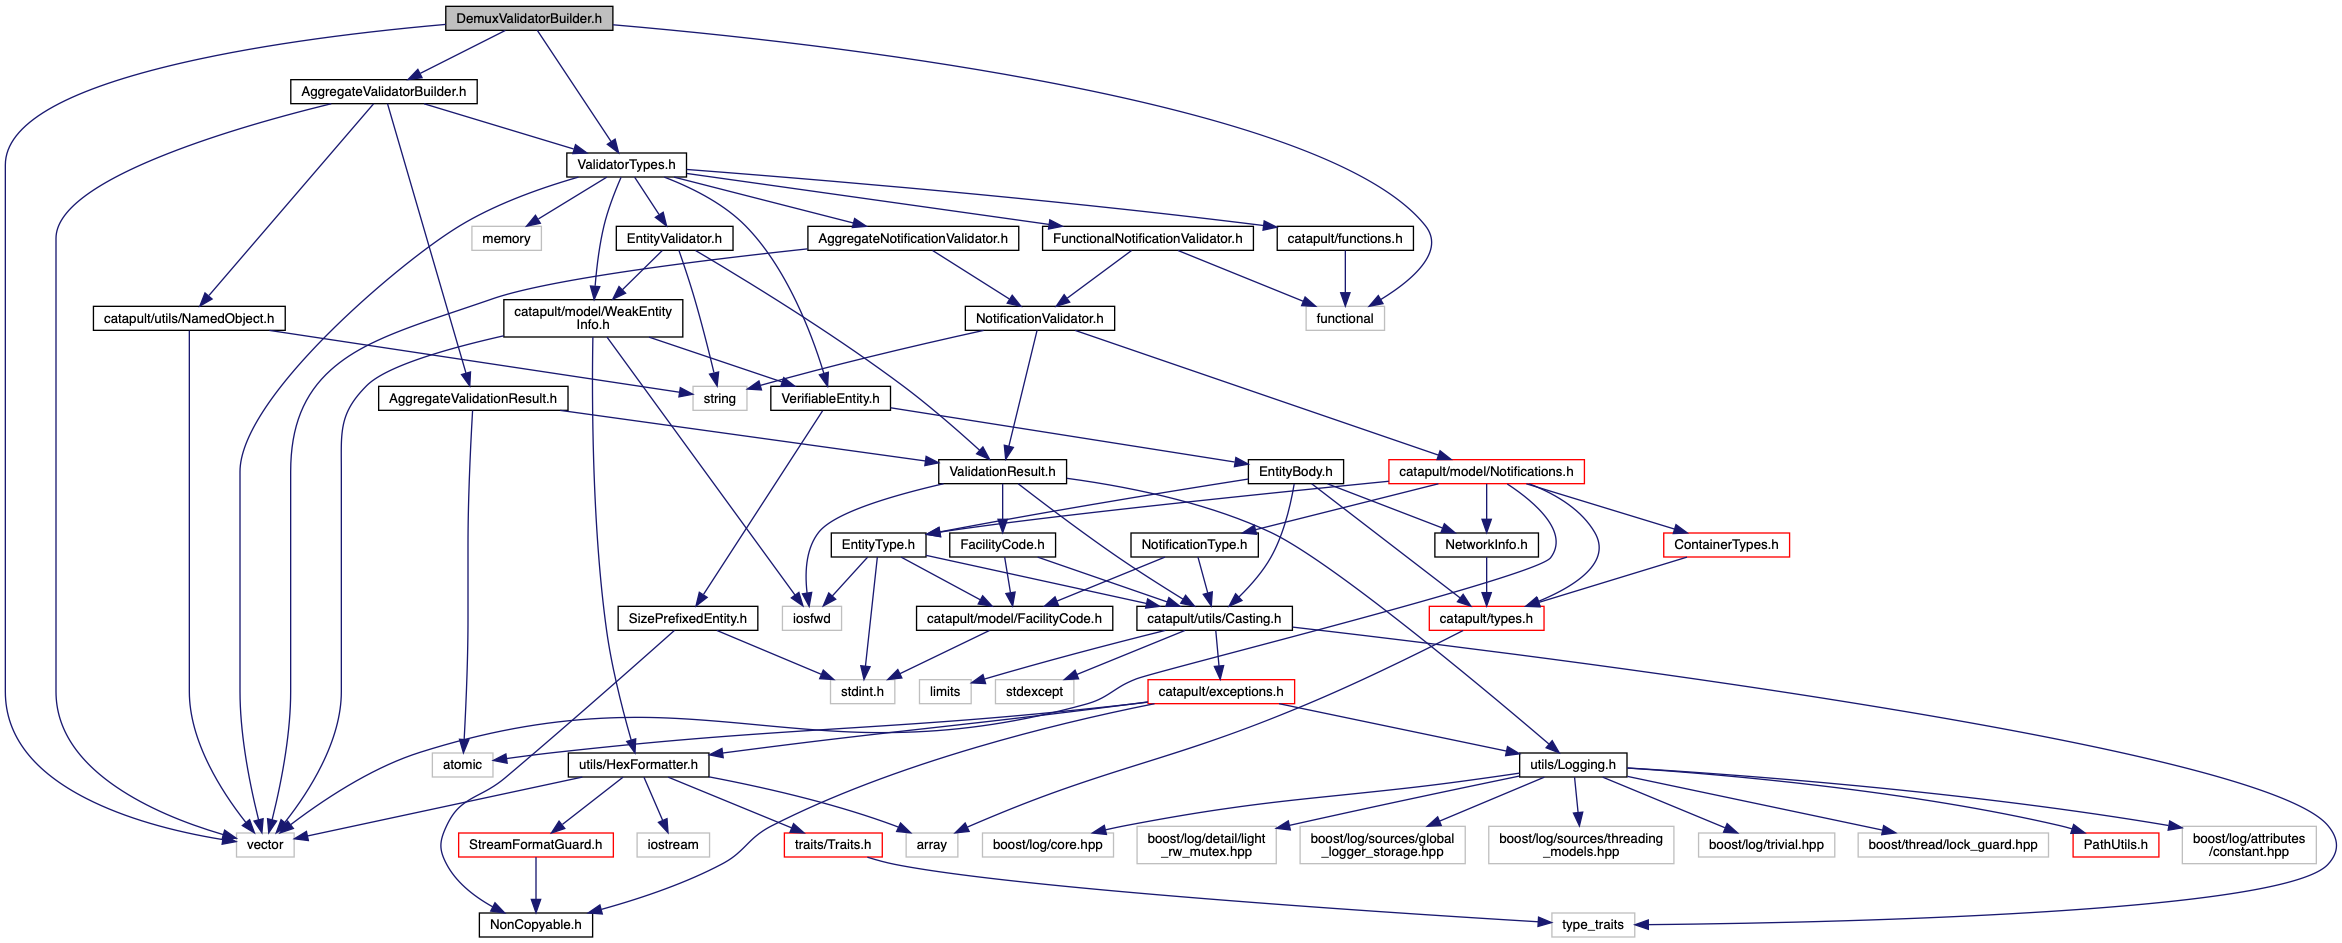 DemuxValidatorBuilder.h
AggregateValidatorBuilder.h
ValidatorTypes.h
memory
EntityValidator.h
AggregateNotificationValidator.h
FunctionalNotificationValidator.h
catapult/functions.h
catapult/utils/NamedObject.h
catapult/model/WeakEntity
Info.h
NotificationValidator.h
functional
AggregateValidationResult.h
string
VerifiableEntity.h
ValidationResult.h
EntityBody.h
catapult/model/Notifications.h
EntityType.h
FacilityCode.h
NotificationType.h
NetworkInfo.h
ContainerTypes.h
SizePrefixedEntity.h
iosfwd
catapult/model/FacilityCode.h
catapult/utils/Casting.h
catapult/types.h
stdint.h
limits
stdexcept
catapult/exceptions.h
atomic
utils/HexFormatter.h
utils/Logging.h
vector
StreamFormatGuard.h
iostream
traits/Traits.h
array
boost/log/core.hpp
boost/log/detail/light
_rw_mutex.hpp
boost/log/sources/global
_logger_storage.hpp
boost/log/sources/threading
_models.hpp
boost/log/trivial.hpp
boost/thread/lock_guard.hpp
PathUtils.h
boost/log/attributes
/constant.hpp
NonCopyable.h
type_traits